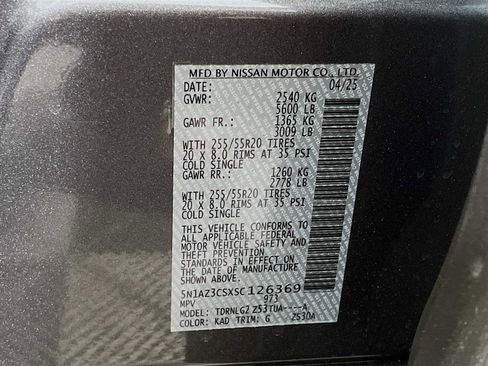 MFD BY NISSAN MOTOR CO., LTD.
DATE: 04/25
GVWR: 2540 KG
5600 LB
GAWR FR.: 1365 KG
3009 LB
WITH 255/55R20 TIRES
20 X 8.0 RIMS AT 35 PSI
COLD SINGLE
GAWR RR.: 1260 KG
2778 LB
WITH 255/55R20 TIRES
20 X 8.0 RIMS AT 35 PSI
COLD SINGLE
THIS VEHICLE CONFORMS TO
ALL APPLICABLE FEDERAL
MOTOR VEHICLE SAFETY AND
THEFT PREVENTION
STANDARDS IN EFFECT ON
THE DATE OF MANUFACTURE
SHOWN ABOVE.
5N1AZ3CSXSC126369
MPV 973
MODEL: TDRNLG2 Z53TUA----A
COLOR: KAD TRIM: G ZS30A